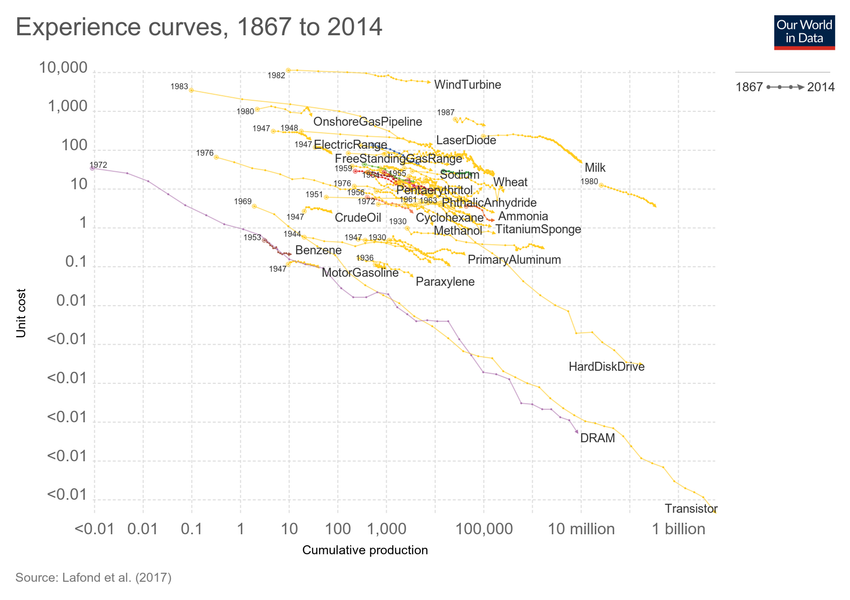 Experience curves, 1867 to 2014
Our World
in Data
1867
2014
10,000
1,000
100
10
1
0.1
0.01
<0.01
<0.01
<0.01
<0.01
<0.01
Unit cost
1982
WindTurbine
1983
1980
OnshoreGasPipeline
1987
1947
1948
LaserDiode
1947
ElectricRange
FreeStandingGasRange
Milk
1976
1972
1959
1964
1955
Sodium
Wheat
1980
1976
1956
Pentaerythritol
1951
1972
1961
1963
PhthalicAnhydride
1969
1947
CrudeOil
Cyclohexane
Ammonia
1930
Methanol
TitaniumSponge
1953
1944
1947
1930
Benzene
PrimaryAluminum
1936
1947
MotorGasoline
Paraxylene
HardDiskDrive
DRAM
Transistor
<0.01
0.01
0.1
1
10
100
1,000
100,000
10 million
1 billion
Cumulative production
Source: Lafond et al. (2017)